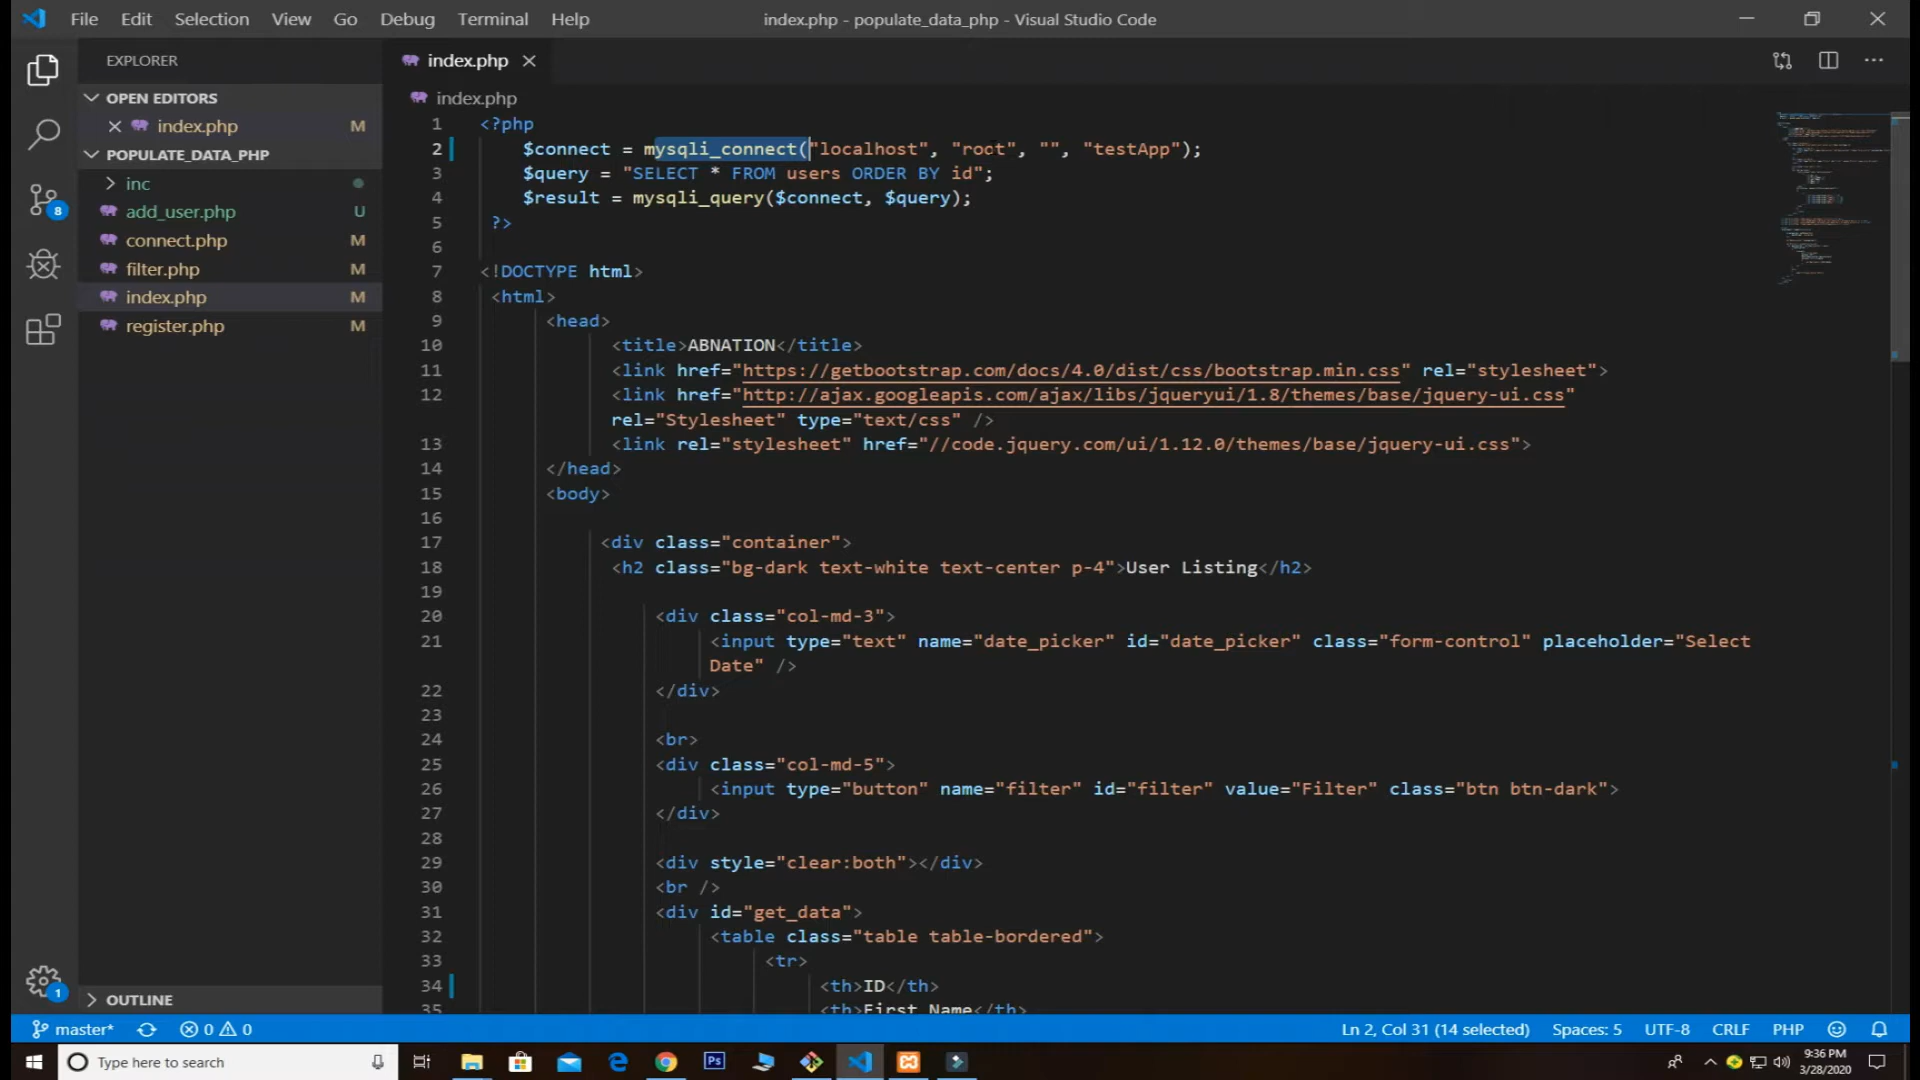 File Edit Selection View Go Debug Terminal Help
index.php - populate_data_php - Visual Studio Code
EXPLORER
OPEN EDITORS
index.php M
POPULATE_DATA_PHP
inc
add_user.php U
connect.php M
filter.php M
index.php M
register.php M
OUTLINE
8
1
index.php
index.php
1 <?php
2 $connect = mysqli_connect("localhost", "root", "", "testApp");
3 $query = "SELECT * FROM users ORDER BY id";
4 $result = mysqli_query($connect, $query);
5 ?>
6
7 <!DOCTYPE html>
8 <html>
9 <head>
10 <title>ABNATION</title>
11 <link href="https://getbootstrap.com/docs/4.0/dist/css/bootstrap.min.css" rel="stylesheet">
12 <link href="http://ajax.googleapis.com/ajax/libs/jqueryui/1.8/themes/base/jquery-ui.css"
rel="Stylesheet" type="text/css" />
13 <link rel="stylesheet" href="//code.jquery.com/ui/1.12.0/themes/base/jquery-ui.css">
14 </head>
15 <body>
16
17 <div class="container">
18 <h2 class="bg-dark text-white text-center p-4">User Listing</h2>
19
20 <div class="col-md-3">
21 <input type="text" name="date_picker" id="date_picker" class="form-control" placeholder="Select
Date" />
22 </div>
23
24 <br>
25 <div class="col-md-5">
26 <input type="button" name="filter" id="filter" value="Filter" class="btn btn-dark">
27 </div>
28
29 <div style="clear:both"></div>
30 <br />
31 <div id="get_data">
32 <table class="table table-bordered">
33 <tr>
34 <th>ID</th>
35 <th>First Name</th>
master* 0 0 Ln 2, Col 31 (14 selected) Spaces: 5 UTF-8 CRLF PHP
Type here to search
Ps
9:36 PM
3/28/2020